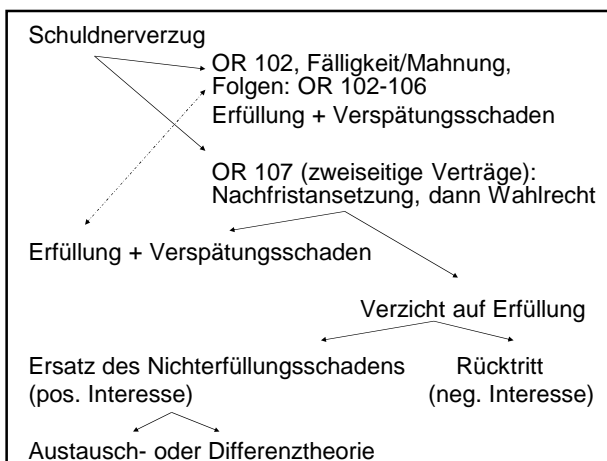 Schuldnerverzug
OR 102, Fälligkeit/Mahnung,
Folgen: OR 102-106
Erfüllung + Verspätungsschaden
OR 107 (zweiseitige Verträge):
Nachfristansetzung, dann Wahlrecht
Erfüllung + Verspätungsschaden
Verzicht auf Erfüllung
Ersatz des Nichterfüllungsschadens Rücktritt
(pos. Interesse) (neg. Interesse)
Austausch- oder Differenztheorie